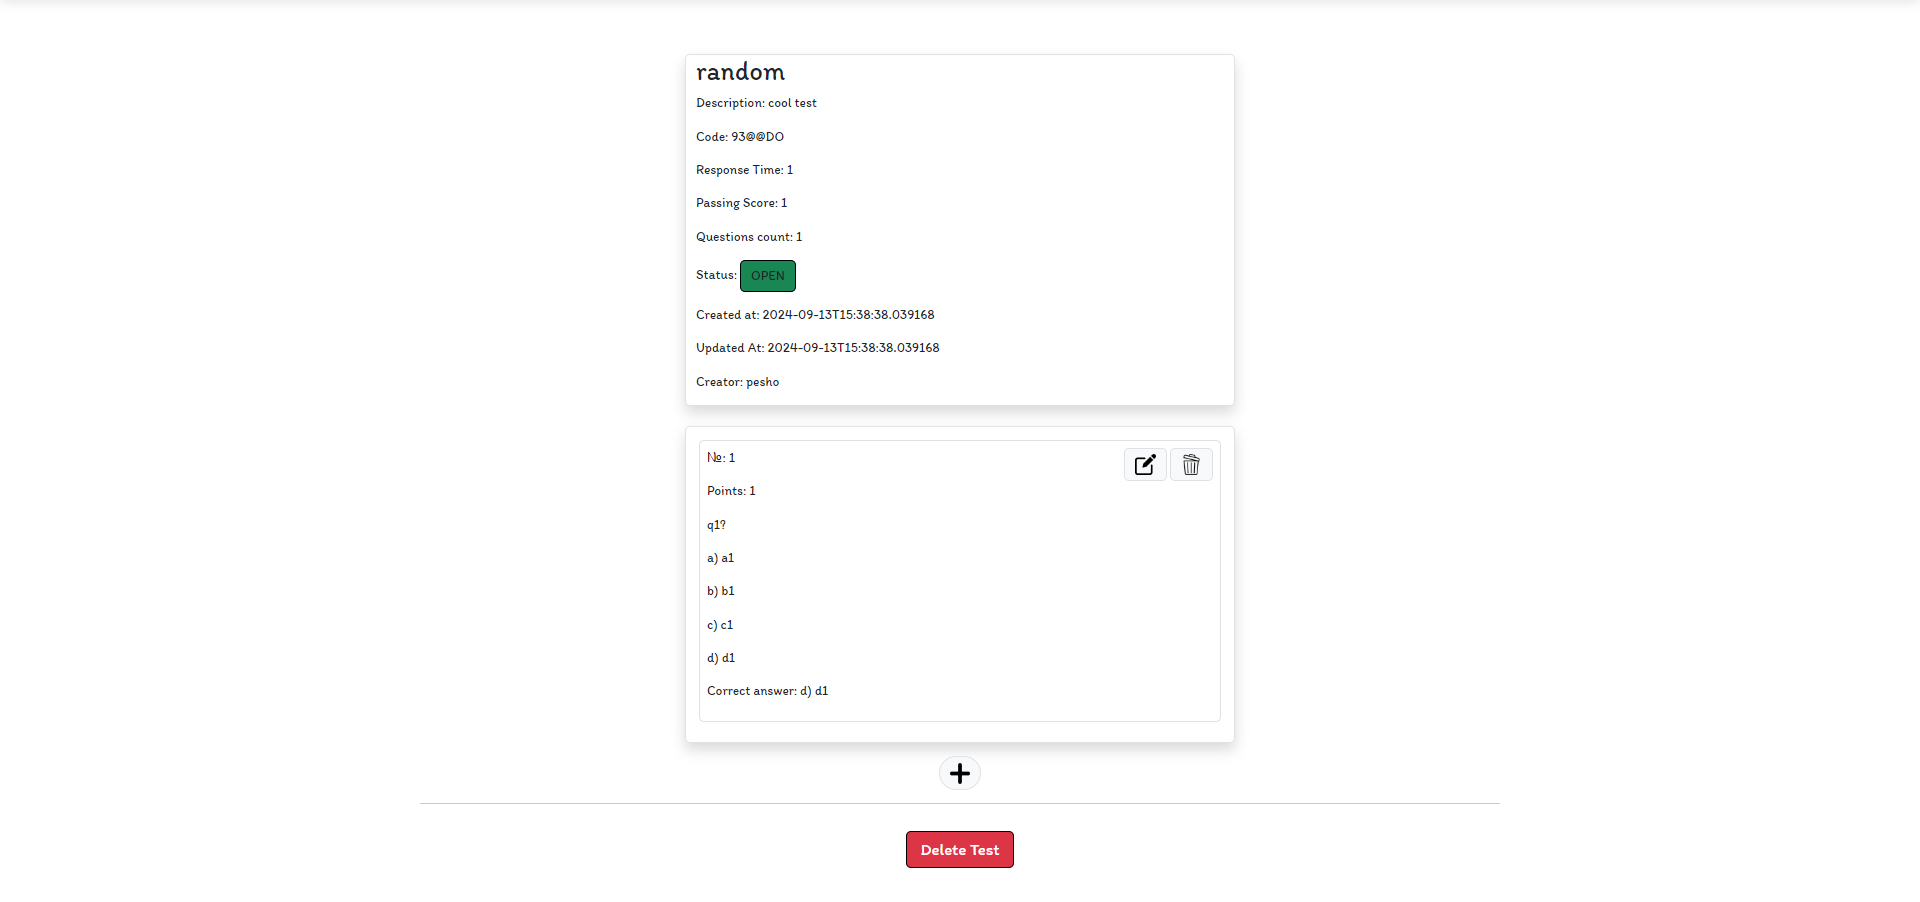 random
Description: cool test
Code: 93@@DO
Response Time: 1
Passing Score: 1
Questions count: 1
Status: OPEN
Created at: 2024-09-13T15:38:38.039168
Updated At: 2024-09-13T15:38:38.039168
Creator: pesho
№: 1
Points: 1
q1?
a) a1
b) b1
c) c1
d) d1
Correct answer: d) d1
Delete Test